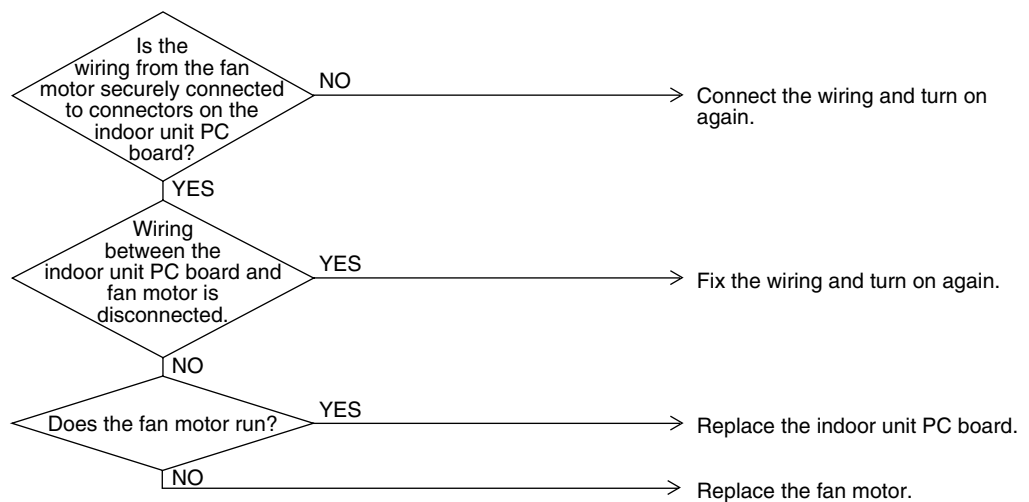 Is the
wiring from the fan
motor securely connected
to connectors on the
indoor unit PC
board?
NO
Connect the wiring and turn on
again.
YES
Wiring
between the
indoor unit PC board and
fan motor is
disconnected.
YES
Fix the wiring and turn on again.
NO
Does the fan motor run?
YES
Replace the indoor unit PC board.
NO
Replace the fan motor.